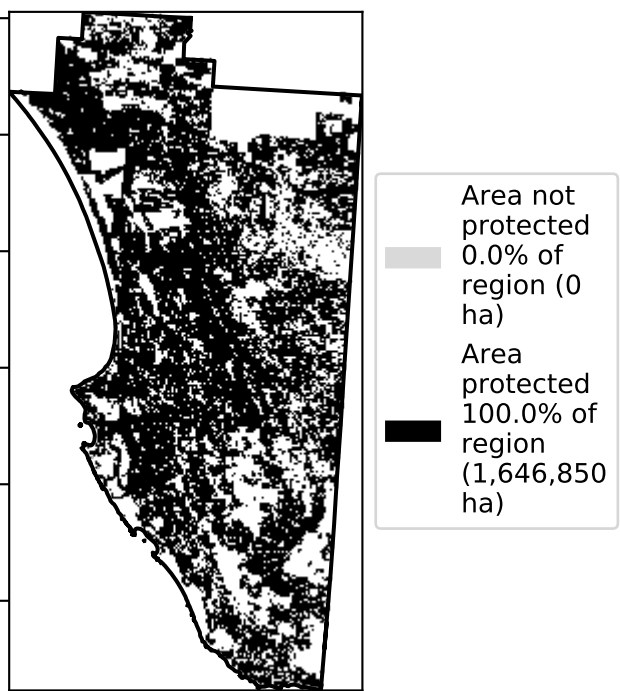 Area not
protected
0.0% of
region (0
ha)
Area
protected
100.0% of
region
(1,646,850
ha)